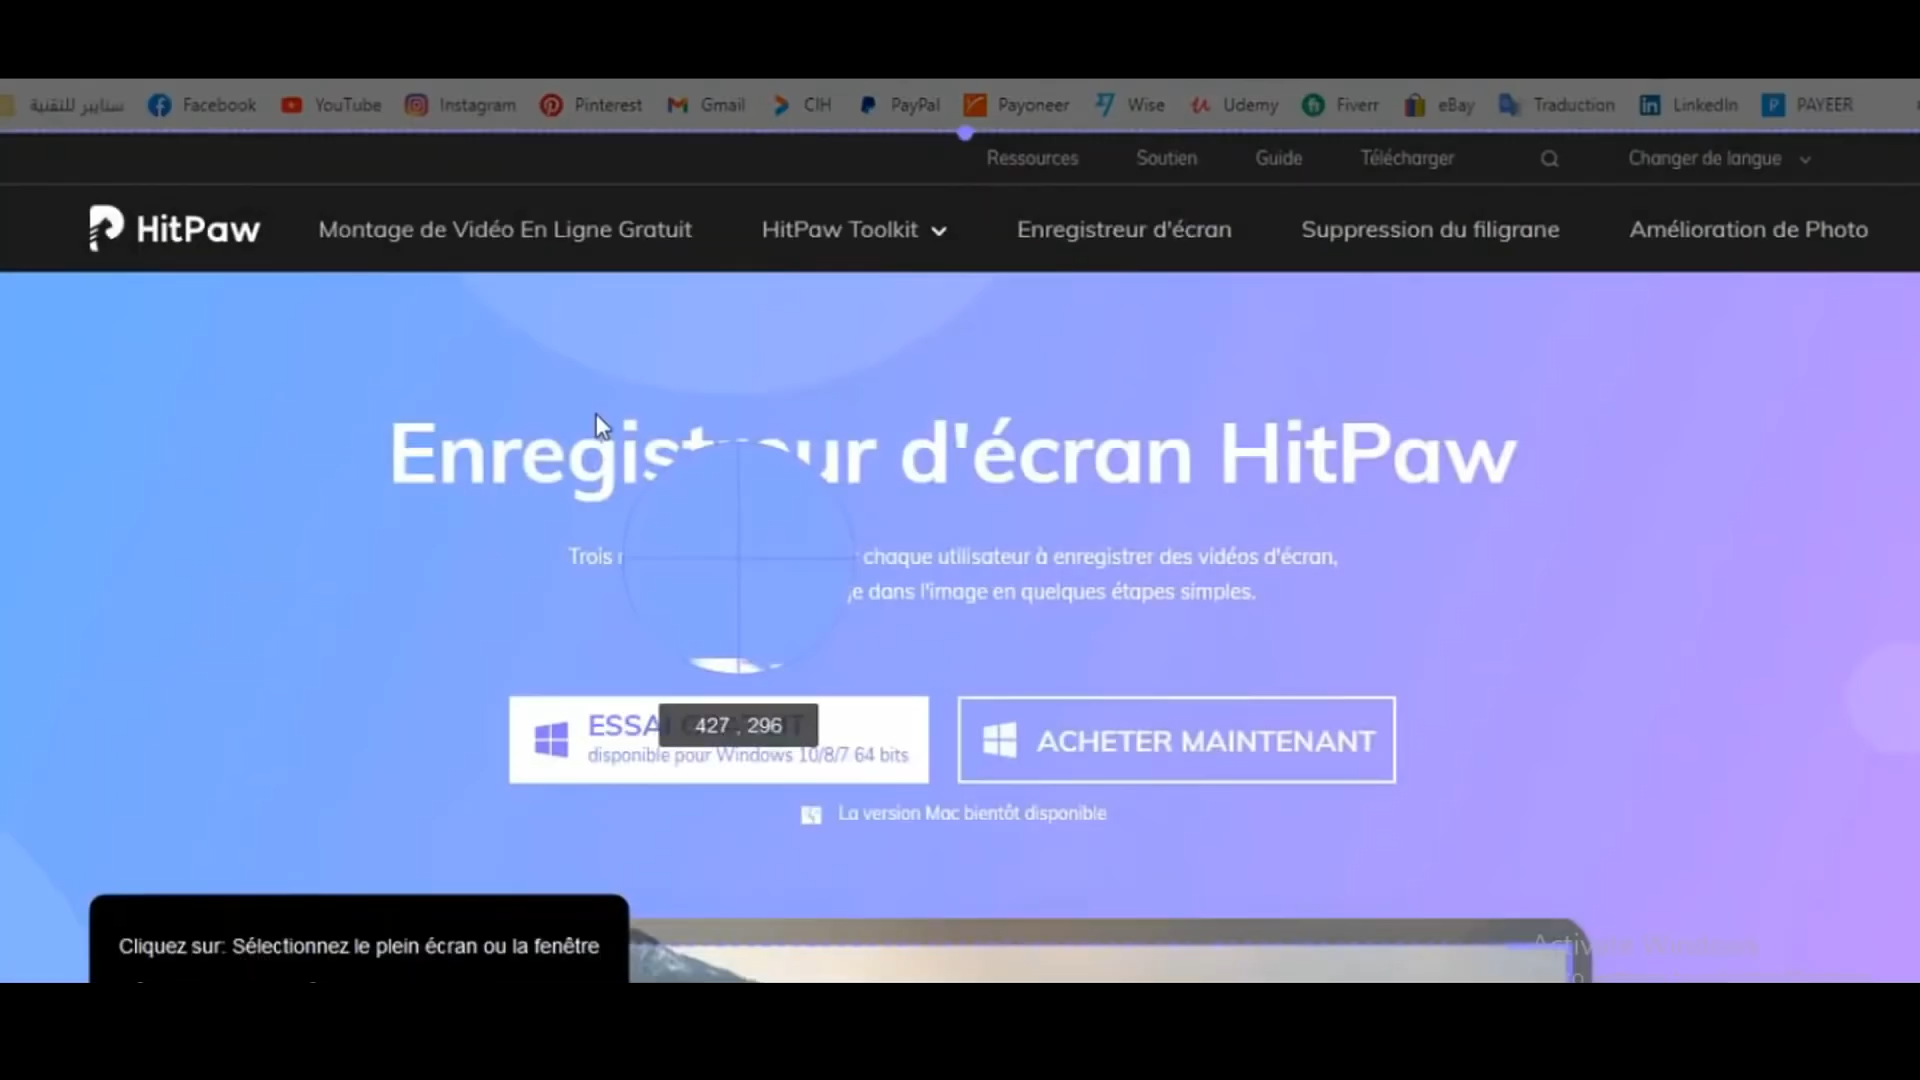 سنايبر للتقنية Facebook YouTube Instagram Pinterest Gmail CIH PayPal Payoneer Wise Udemy Fiverr eBay Traduction LinkedIn PAYEER
Ressources Soutien Guide Télécharger Changer de langue
HitPaw Montage de Vidéo En Ligne Gratuit HitPaw Toolkit Enregistreur d'écran Suppression du filigrane Amélioration de Photo
Enregistreur d'écran HitPaw
Trois chaque utilisateur à enregistrer des vidéos d'écran,
dans l'image en quelques étapes simples.
427 , 296
disponible pour Windows 10/8/7 64 bits
ACHETER MAINTENANT
La version Mac bientôt disponible
Cliquez sur: Sélectionnez le plein écran ou la fenêtre